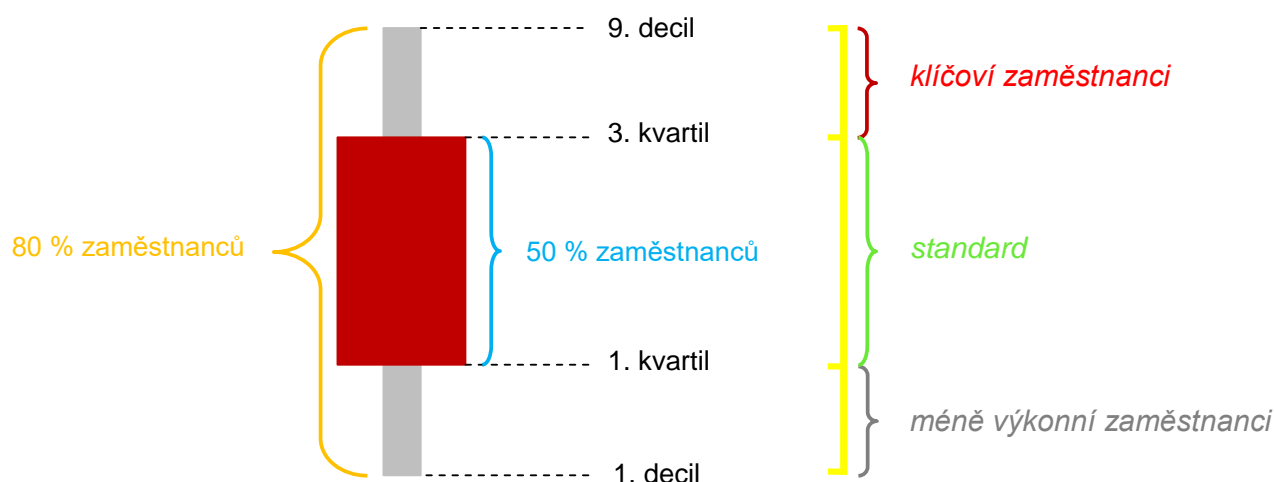 9. decil
klíčoví zaměstnanci
3. kvartil
80 % zaměstnanců
50 % zaměstnanců
standard
1. kvartil
méně výkonní zaměstnanci
1. decil